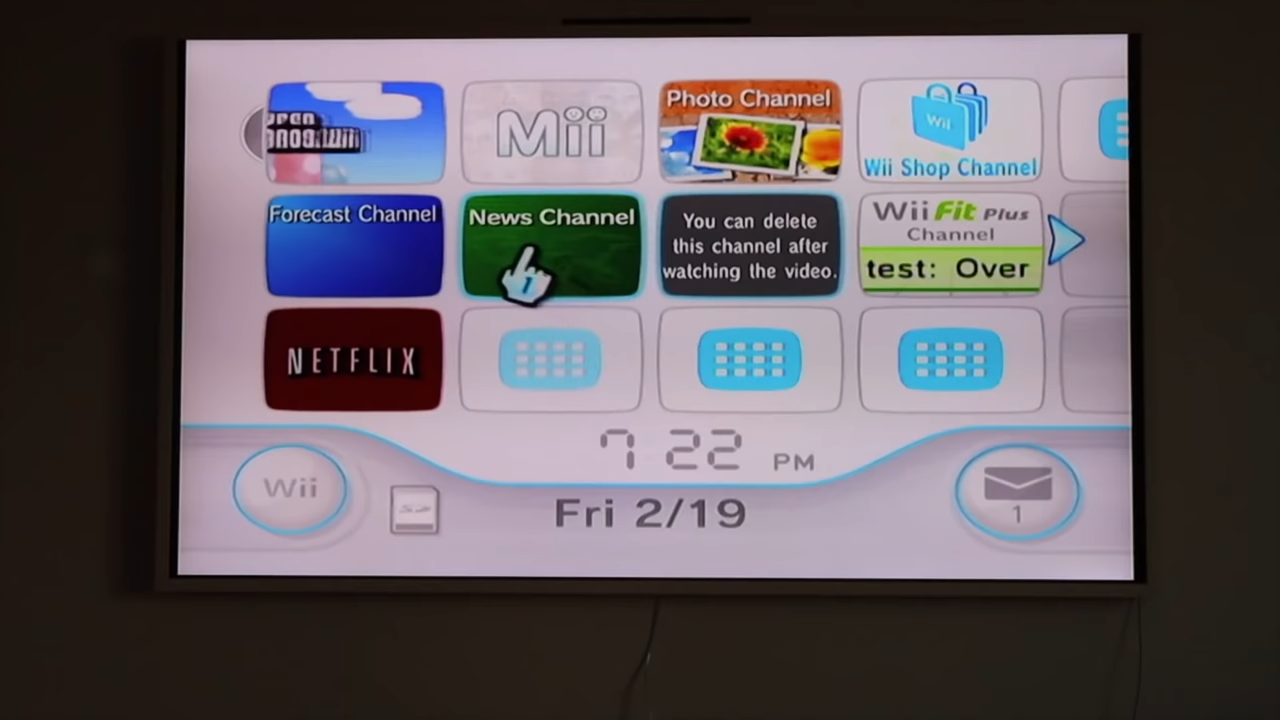 Mii
Photo Channel
Wii
Wii Shop Channel
Forecast Channel
News Channel
1
You can delete
this channel after
watching the video.
Wii Fit Plus
Channel
test: Over
NETFLIX
7 22 PM
Wii
Fri 2/19
1